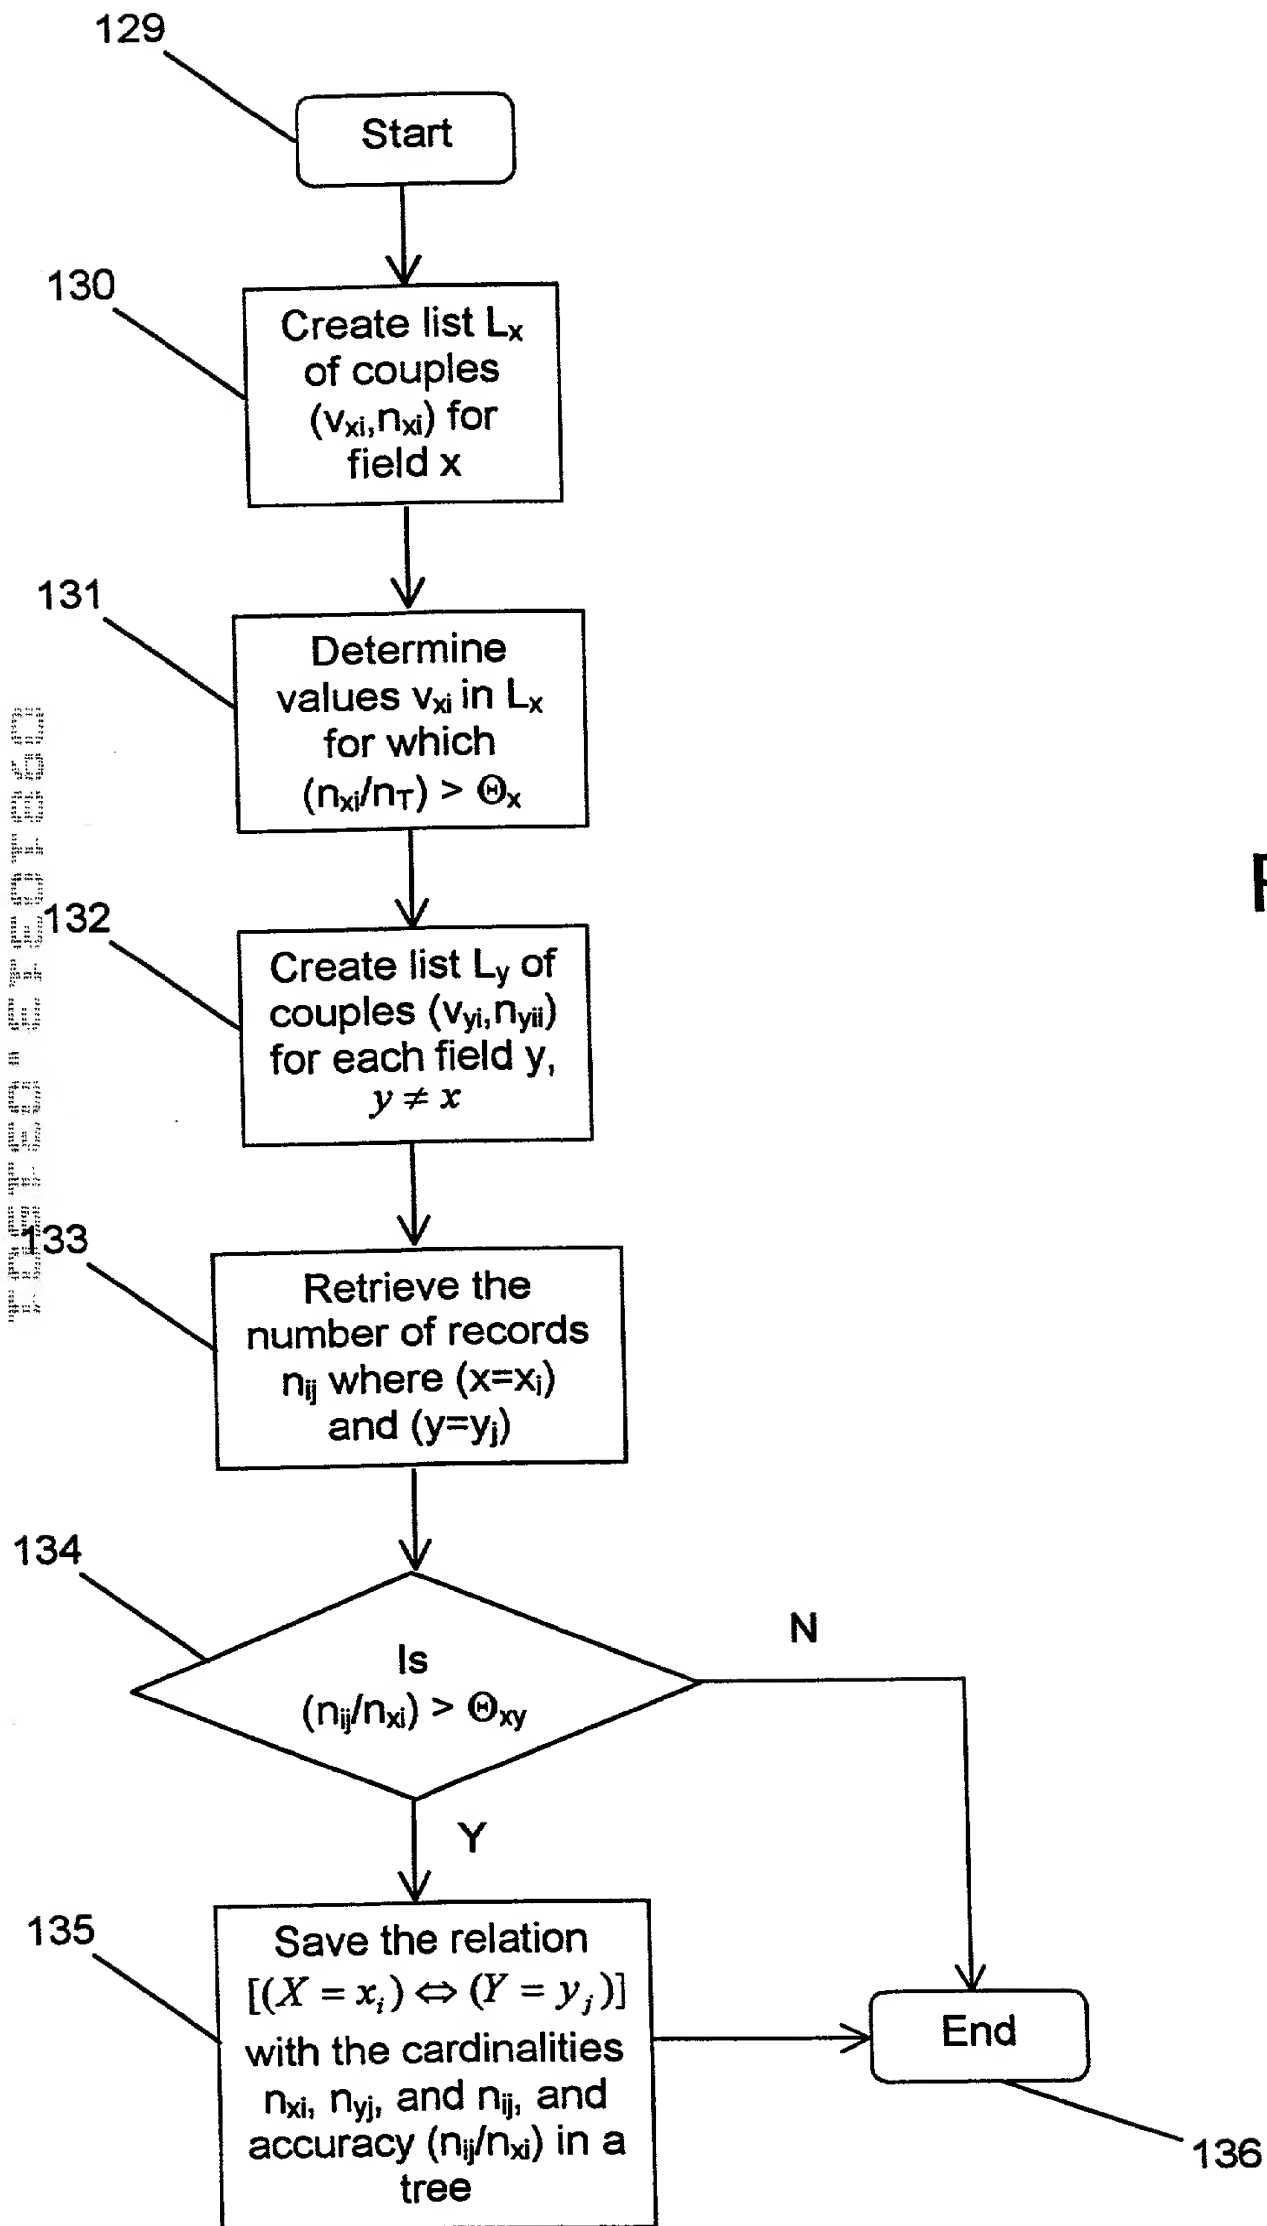 129
Start
130
Create list Lx
of couples
(vxi,nxi) for
field x
131
Determine
values vxi in Lx
for which
(nxi/nT) > Θx
132
Create list Ly of
couples (vyi,nyii)
for each field y,
y ≠ x
133
Retrieve the
number of records
nij where (x=xi)
and (y=yj)
134
Is
(nij/nxi) > Θxy
N
Y
135
Save the relation
[(X = xi) ⇔ (Y = yj)]
with the cardinalities
nxi, nyj, and nij, and
accuracy (nij/nxi) in a
tree
End
136